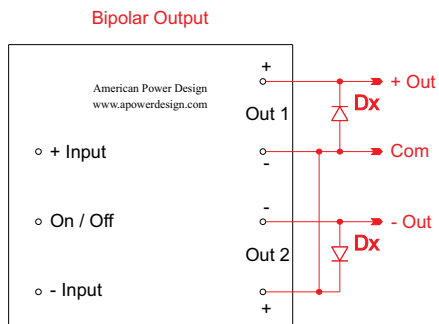 Bipolar Output
American Power Design
www.apowerdesign.com
+
+ Out
Out 1
Dx
+ Input
-
Com
On / Off
-
- Out
Out 2
Dx
- Input
+